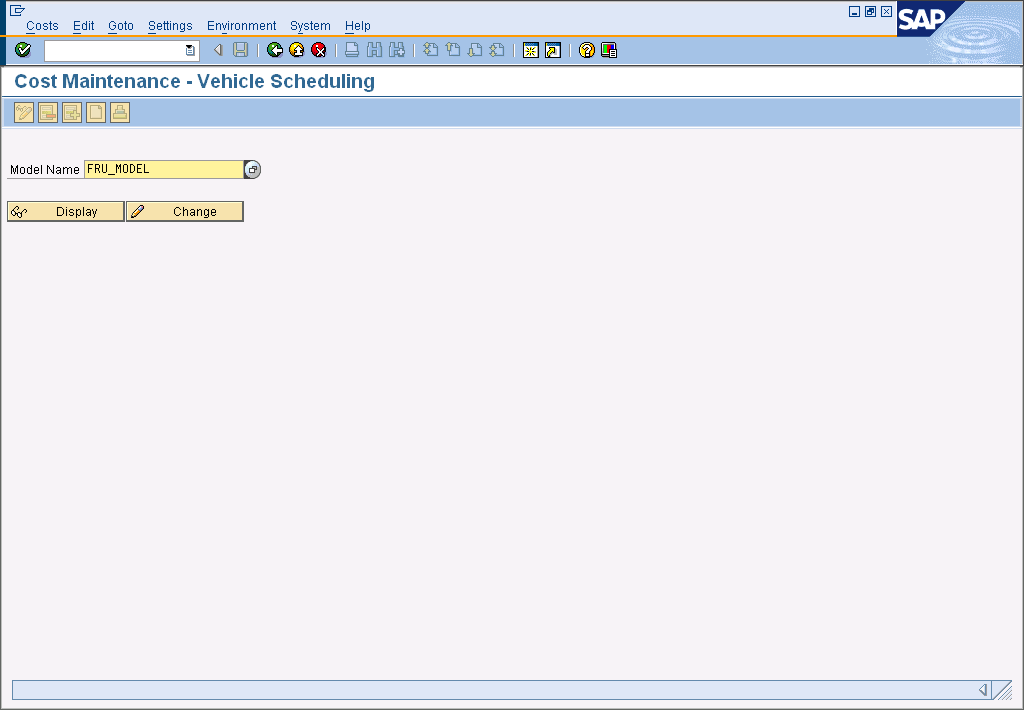 Costs Edit Goto Settings Environment System Help
SAP
Cost Maintenance - Vehicle Scheduling
Model Name FRU_MODEL
Display Change